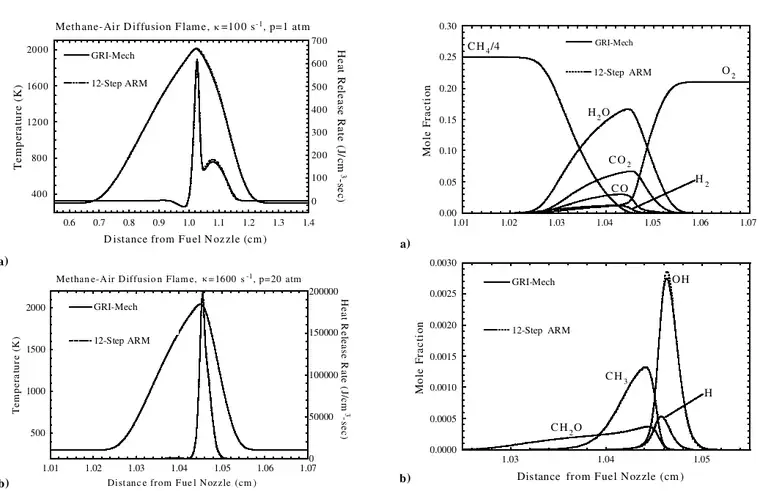 Methane-Air Diffusion Flame, κ=100 s-1, p=1 atm
2000
1600
1200
800
400
Temperature (K)
GRI-Mech
12-Step ARM
700
600
500
400
300
200
100
0
Heat Release Rate (J/cm3-sec)
0.6 0.7 0.8 0.9 1.0 1.1 1.2 1.3 1.4
Distance from Fuel Nozzle (cm)
a)
Methane-Air Diffusion Flame, κ=1600 s-1, p=20 atm
2000
1500
1000
500
Temperature (K)
GRI-Mech
12-Step ARM
200000
150000
100000
50000
0
Heat Release Rate (J/cm3-sec)
1.01 1.02 1.03 1.04 1.05 1.06 1.07
Distance from Fuel Nozzle (cm)
b)
0.30
0.25
0.20
0.15
0.10
0.05
0.00
Mole Fraction
CH4/4
GRI-Mech
12-Step ARM
O2
H2O
CO2
H2
CO
1.01 1.02 1.03 1.04 1.05 1.06 1.07
a)
0.0030
0.0025
0.0020
0.0015
0.0010
0.0005
0.0000
Mole Fraction
GRI-Mech
OH
12-Step ARM
CH3
H
CH2O
1.03 1.04 1.05
Distance from Fuel Nozzle (cm)
b)